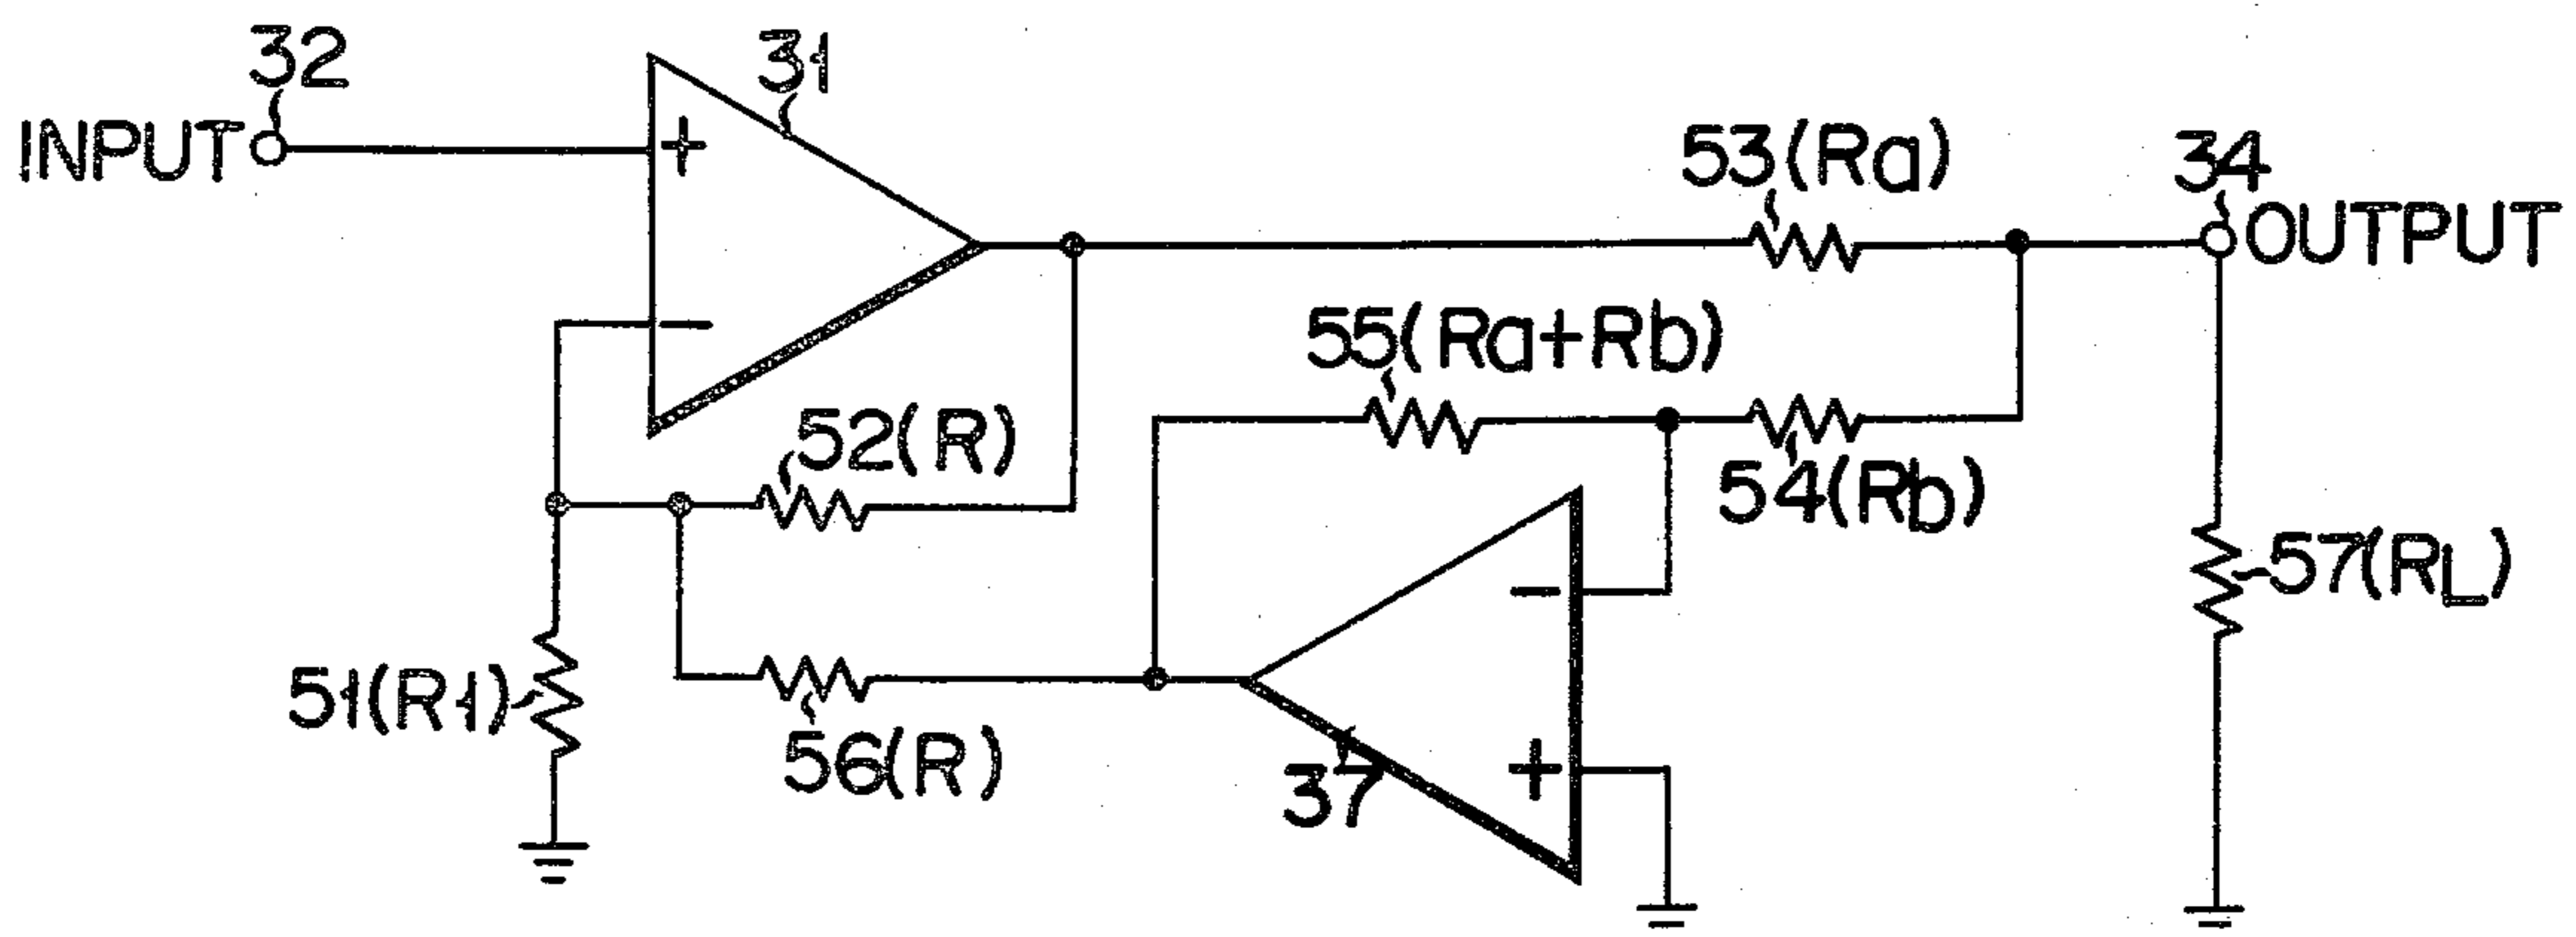 32
31
INPUT
+
53(Ra)
34
OUTPUT
−
55(Ra+Rb)
52(R)
54(Rb)
−
57(RL)
51(R1)
56(R)
37
+